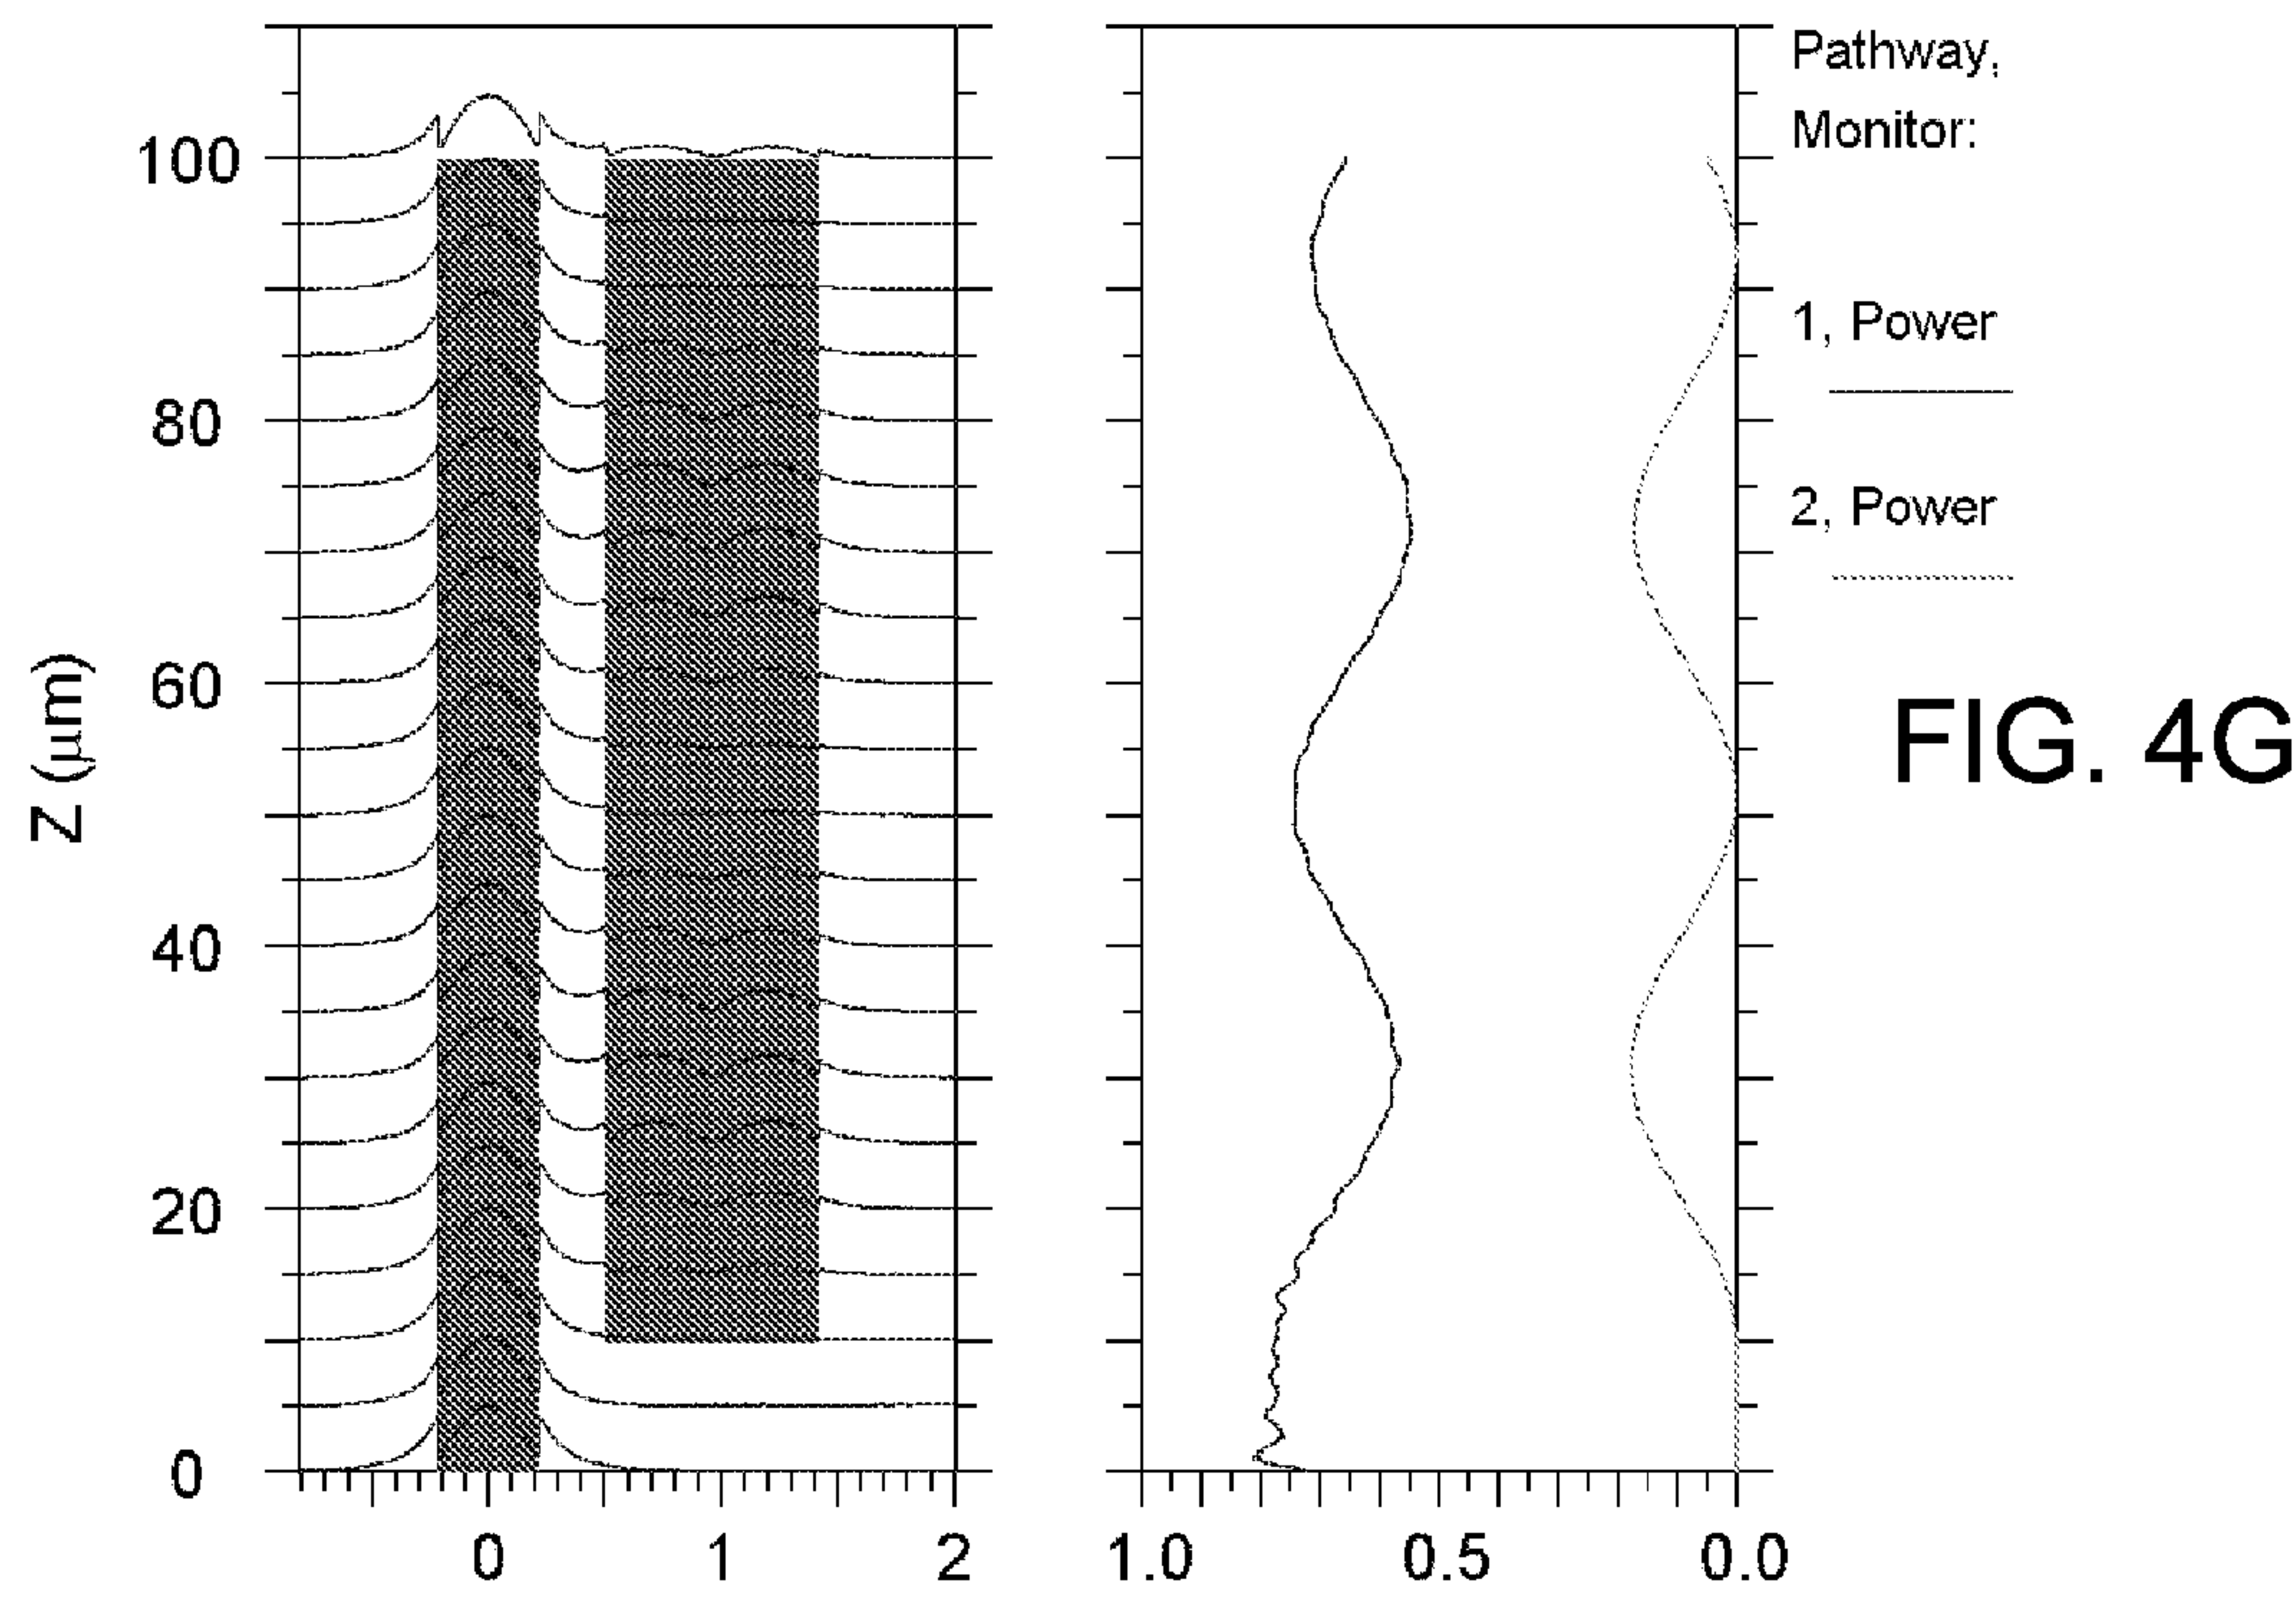 Pathway,
Monitor:
1, Power
2, Power
FIG. 4G
Z (μm)
100
80
60
40
20
0
0 1 2
1.0 0.5 0.0